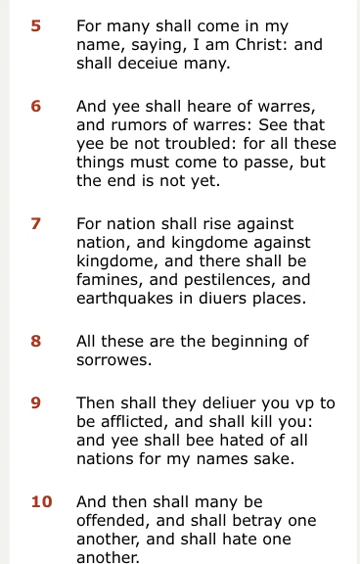 5 For many shall come in my
name, saying, I am Christ: and
shall deceiue many.
6 And yee shall heare of warres,
and rumors of warres: See that
yee be not troubled: for all these
things must come to passe, but
the end is not yet.
7 For nation shall rise against
nation, and kingdome against
kingdome, and there shall be
famines, and pestilences, and
earthquakes in diuers places.
8 All these are the beginning of
sorrowes.
9 Then shall they deliuer you vp to
be afflicted, and shall kill you:
and yee shall bee hated of all
nations for my names sake.
10 And then shall many be
offended, and shall betray one
another, and shall hate one
another.